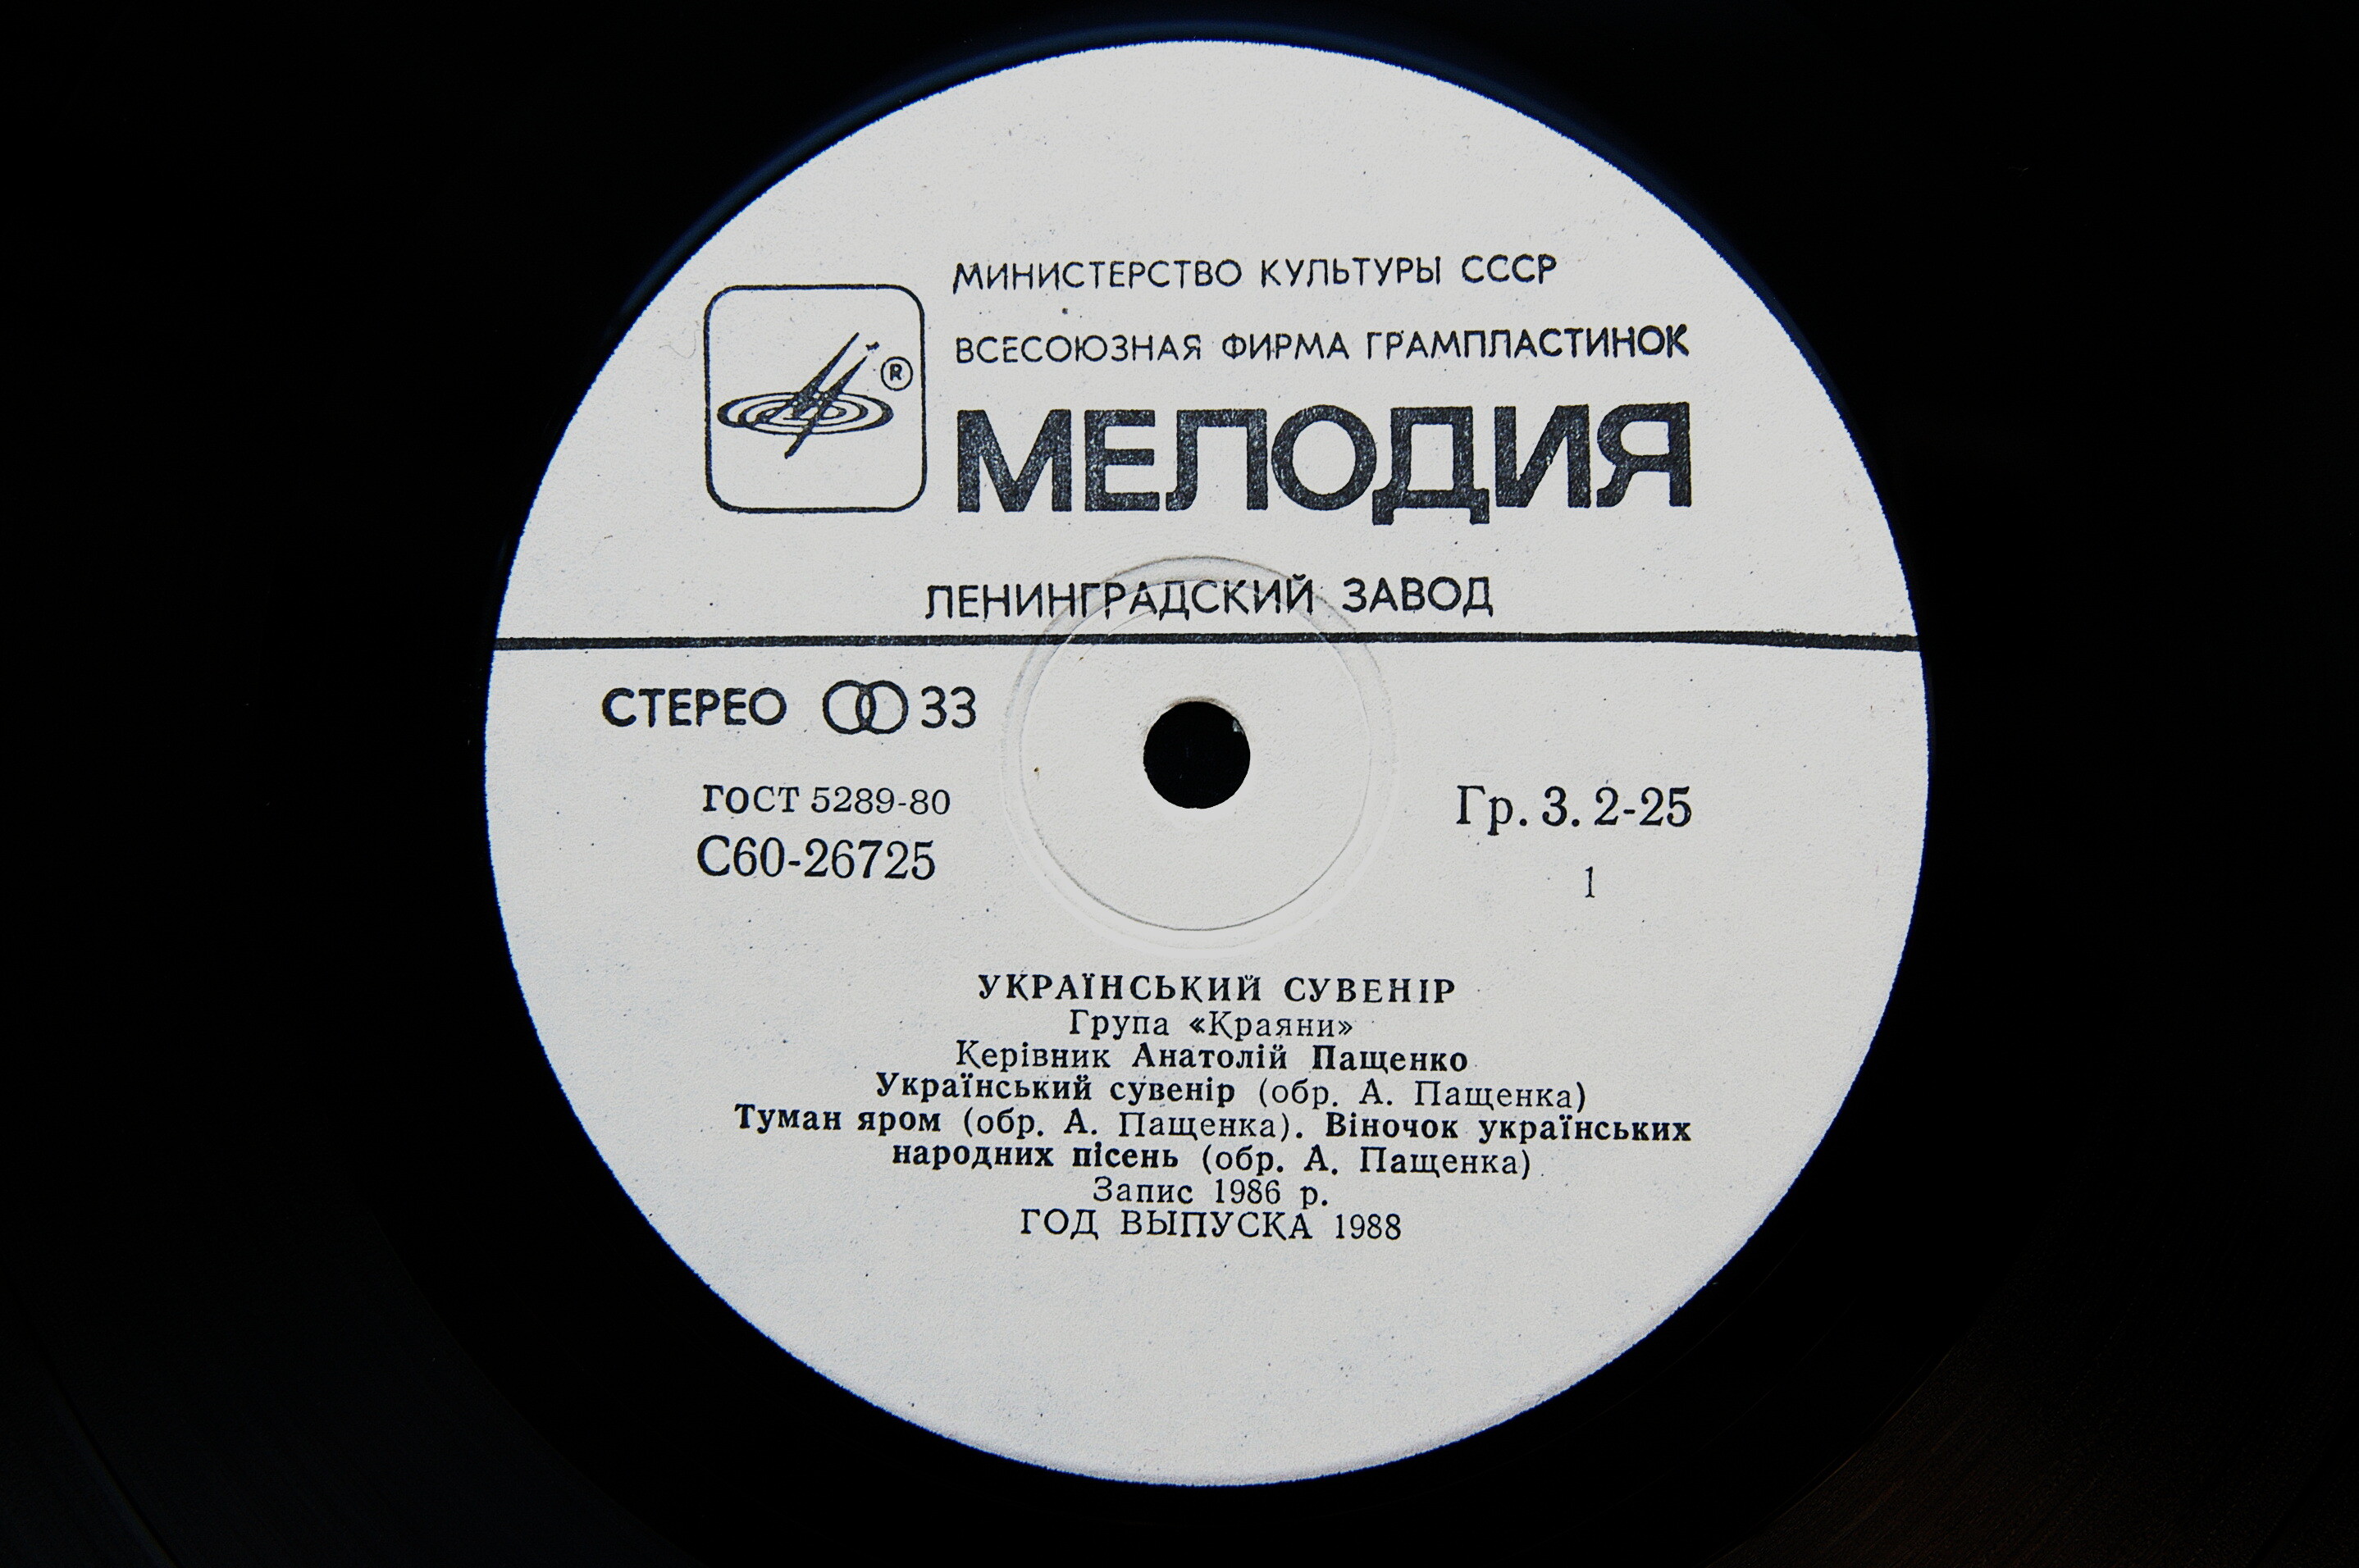 МИНИСТЕРСТВО КУЛЬТУРЫ СССР
ВСЕСОЮЗНАЯ ФИРМА ГРАМПЛАСТИНОК
®
МЕЛОДИЯ
ЛЕНИНГРАДСКИЙ ЗАВОД
СТЕРЕО 33
ГОСТ 5289-80
С60-26725
Гр. 3. 2-25
1
УКРАЇНСЬКИЙ СУВЕНІР
Група «Краяни»
Керівник Анатолій Пащенко
Український сувенір (обр. А. Пащенка)
Туман яром (обр. А. Пащенка). Віночок українських
народних пісень (обр. А. Пащенка)
Запис 1986 р.
ГОД ВЫПУСКА 1988